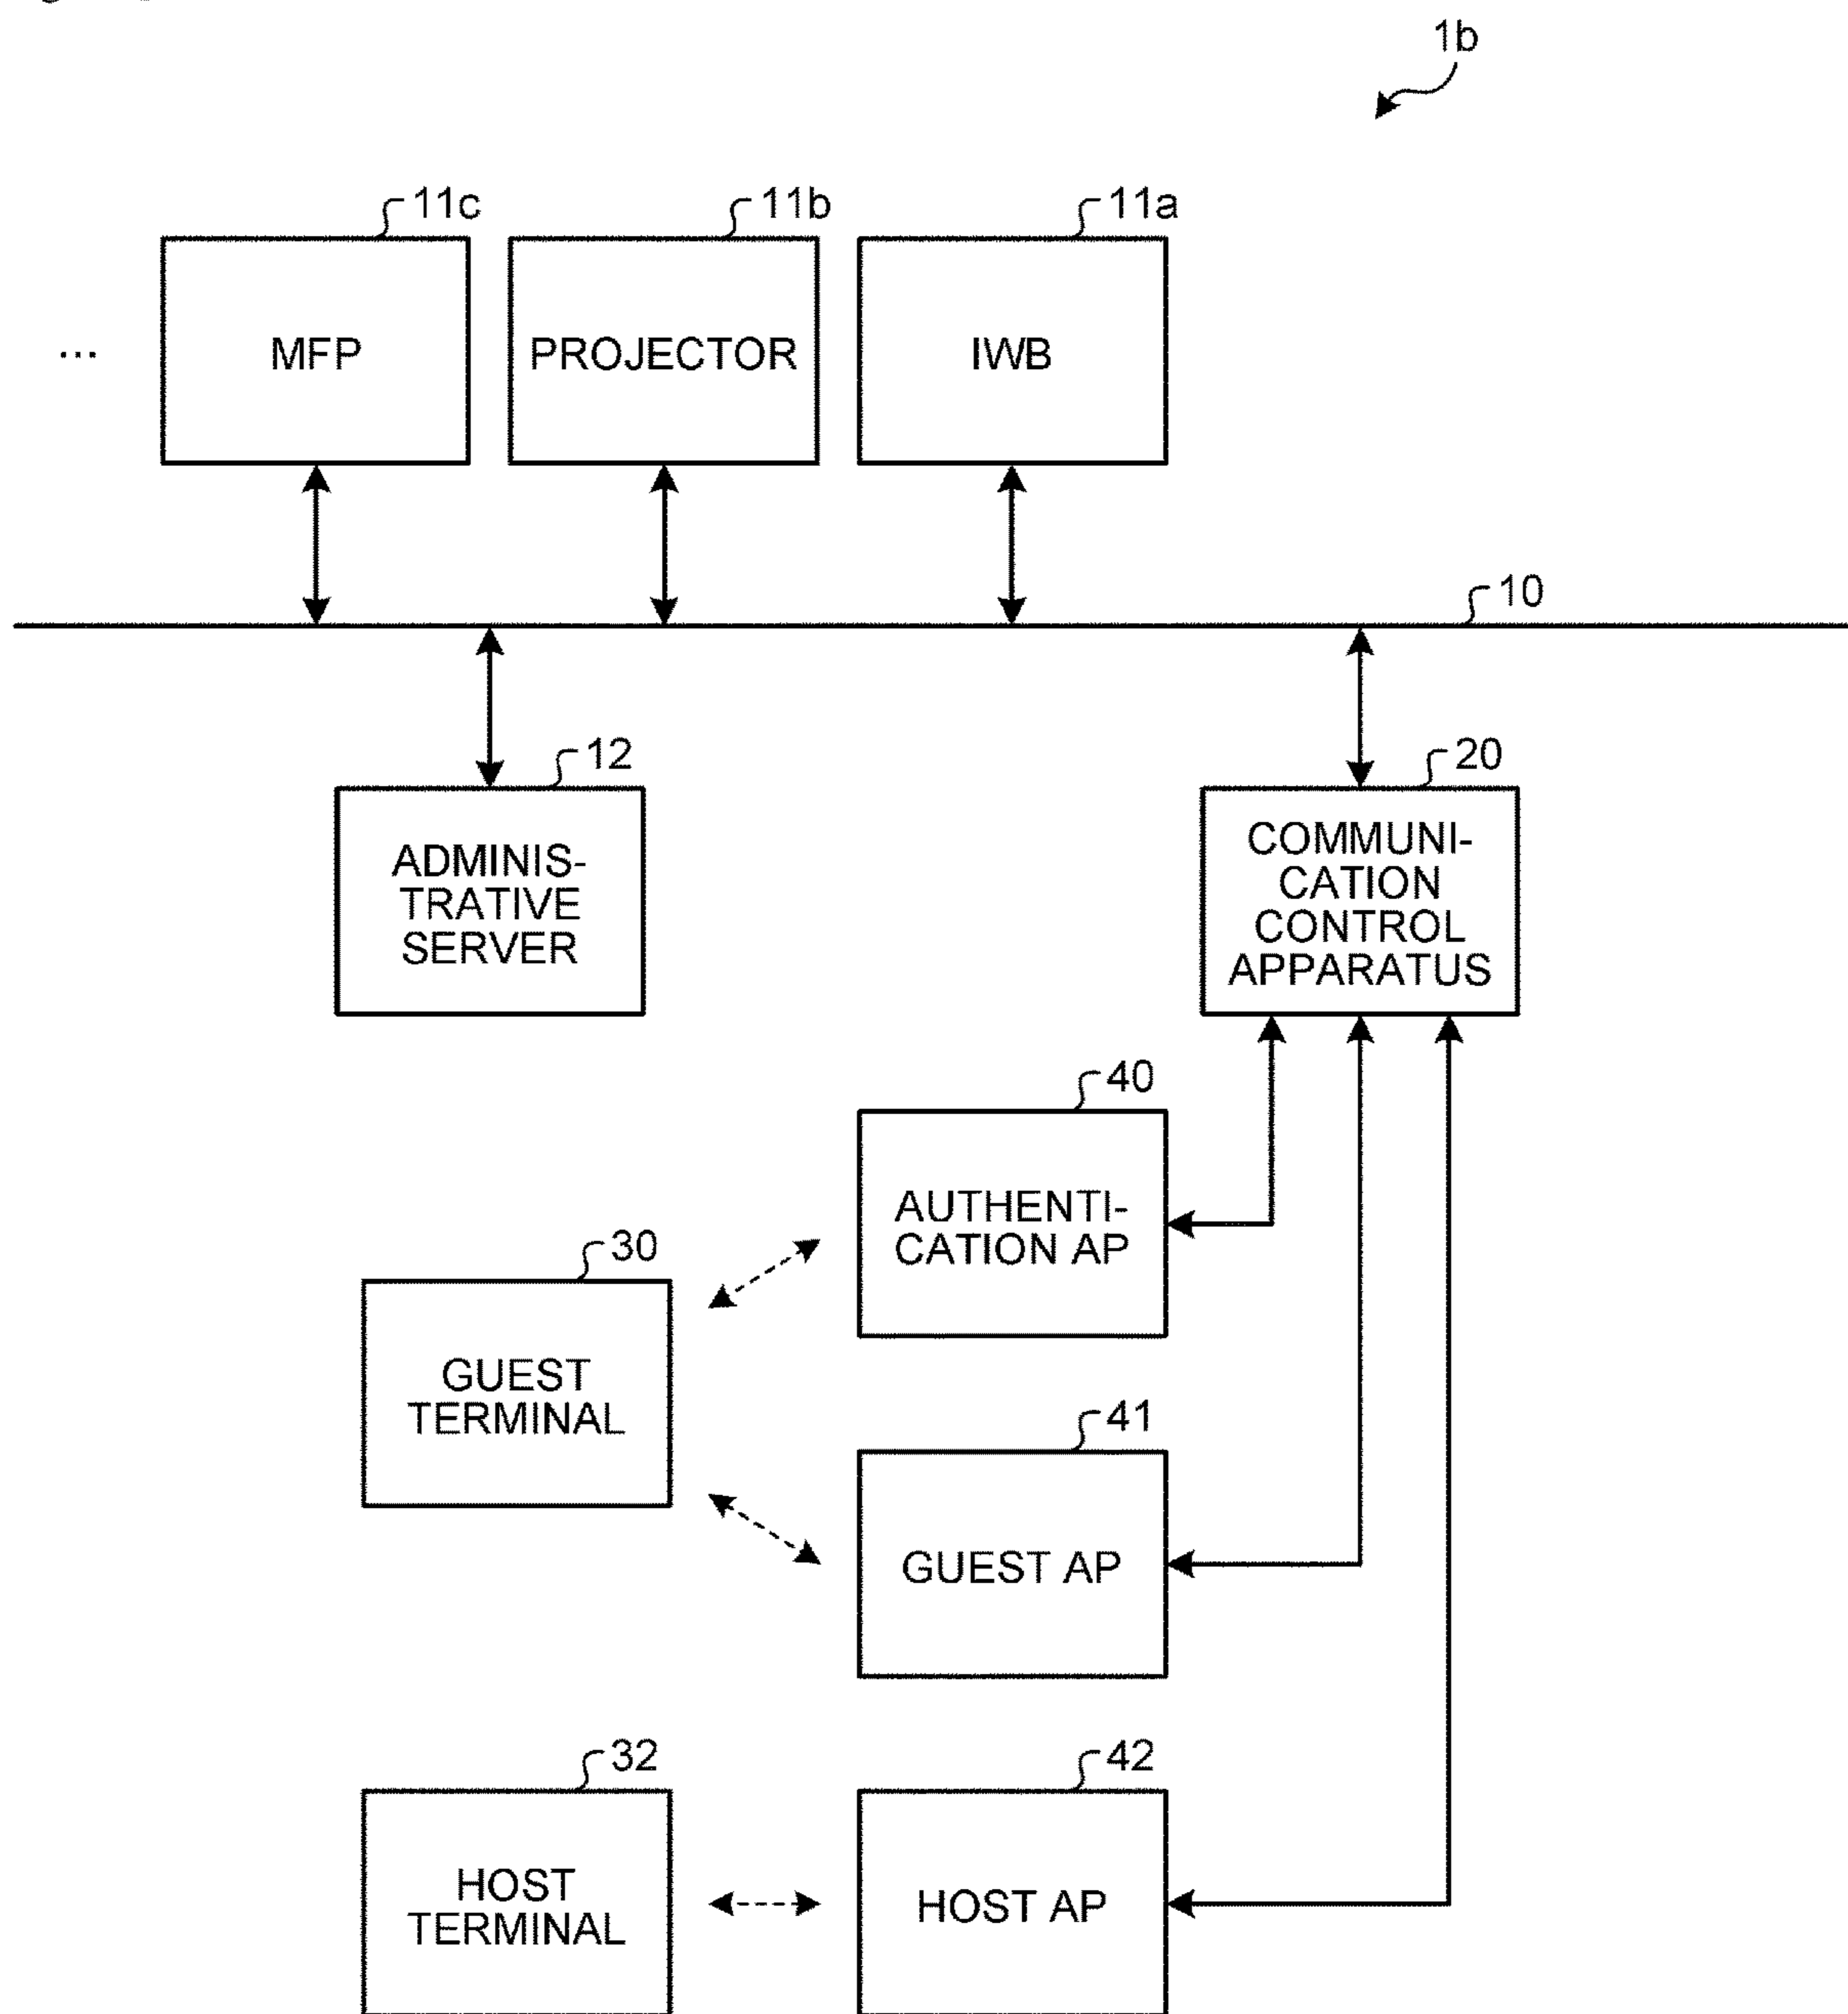 1b
11c
11b
11a
...
MFP
PROJECTOR
IWB
10
12
20
ADMINIS-
TRATIVE
SERVER
COMMUNI-
CATION
CONTROL
APPARATUS
40
AUTHENTI-
CATION AP
30
GUEST
TERMINAL
41
GUEST AP
32
42
HOST
TERMINAL
HOST AP